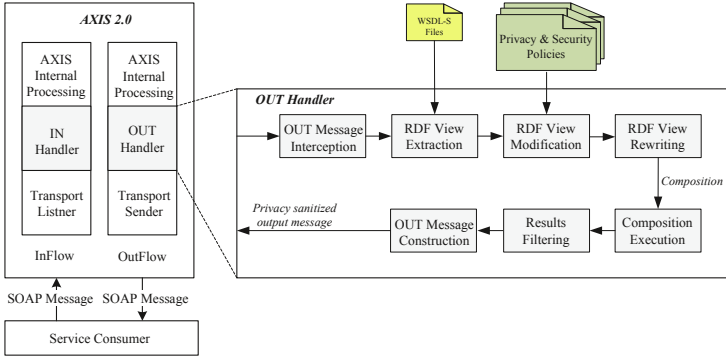 AXIS 2.0
AXIS
Internal
Processing
AXIS
Internal
Processing
IN
Handler
OUT
Handler
Transport
Listner
Transport
Sender
InFlow
OutFlow
SOAP Message
SOAP Message
Service Consumer
WSDL-S
Files
Privacy & Security
Policies
OUT Handler
OUT Message
Interception
RDF View
Extraction
RDF View
Modification
RDF View
Rewriting
Composition
Privacy sanitized
output message
OUT Message
Construction
Results
Filtering
Composition
Execution